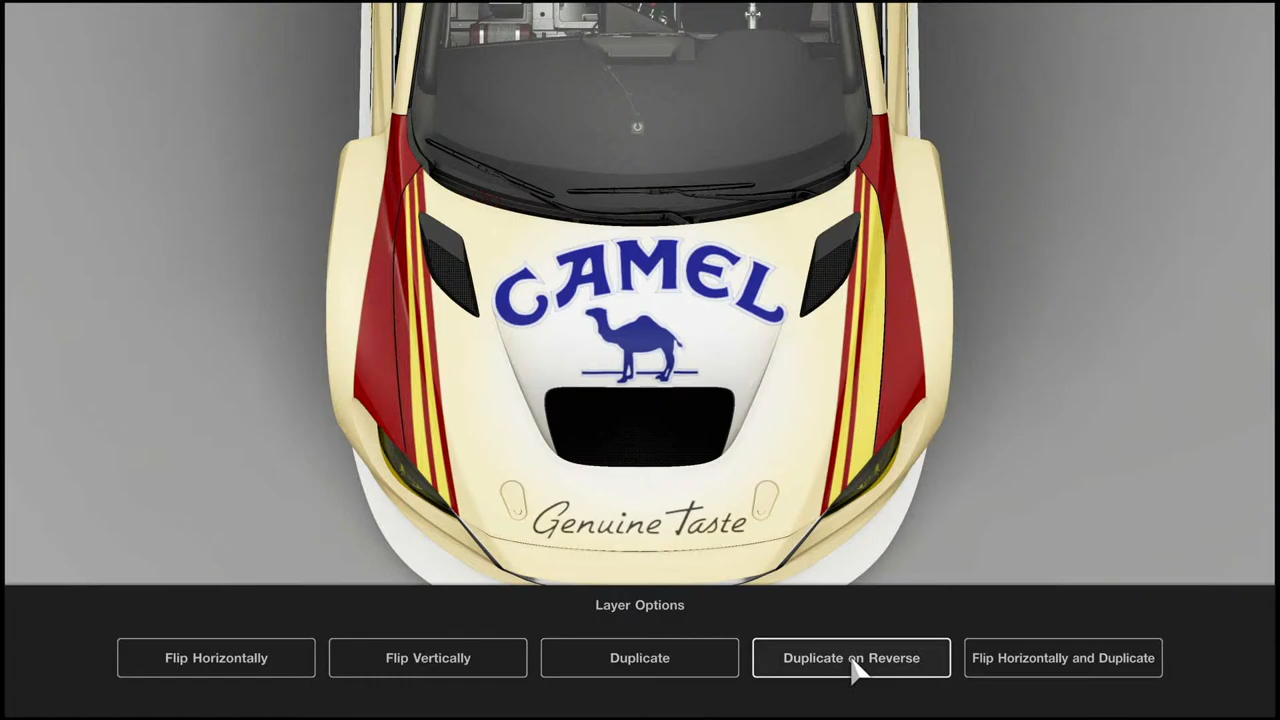 CAMEL
Genuine Taste
Layer Options
Flip Horizontally
Flip Vertically
Duplicate
Duplicate on Reverse
Flip Horizontally and Duplicate